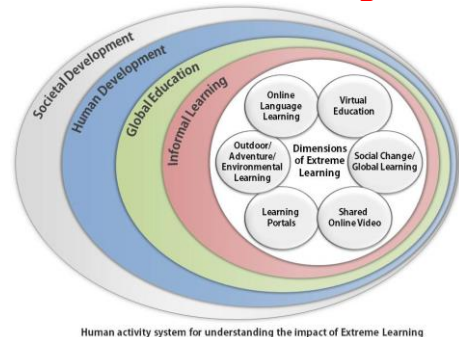 Societal Development
Human Development
Global Education
Informal Learning
Online
Language
Learning
Virtual
Education
Outdoor/
Adventure/
Environmental
Learning
Dimensions
of Extreme
Learning
Social Change/
Global Learning
Learning
Portals
Shared
Online Video
Human activity system for understanding the impact of Extreme Learning